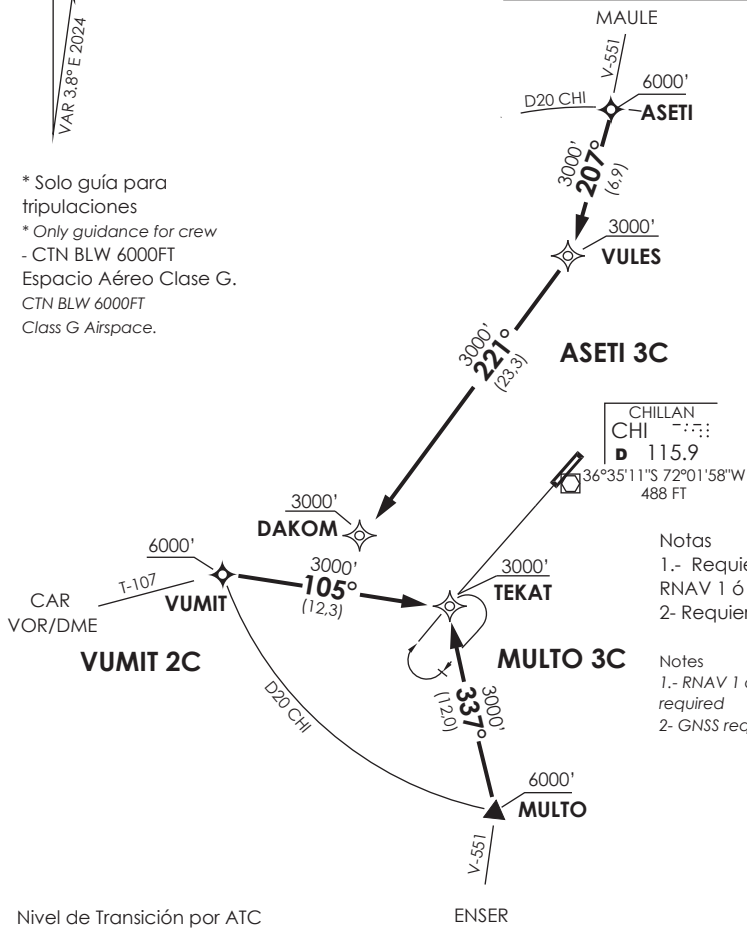 VAR 3.8° E 2024
MAULE
V-551
D20 CHI
6000'
ASETI
3000'
207°
(6,9)
* Solo guía para
tripulaciones
* Only guidance for crew
- CTN BLW 6000FT
Espacio Aéreo Clase G.
CTN BLW 6000FT
Class G Airspace.
3000'
VULES
3000'
221°
(23,3)
ASETI 3C
CHILLAN
CHI
D 115.9
36°35'11"S 72°01'58"W
488 FT
3000'
DAKOM
6000'
VUMIT
T-107
CAR
VOR/DME
3000'
105°
(12,3)
3000'
TEKAT
VUMIT 2C
MULTO 3C
D20 CHI
3000'
337°
(12,0)
Notas
1.- Requie
RNAV 1 ó
2- Requier
Notes
1.- RNAV 1 o
required
2- GNSS req
6000'
MULTO
V-551
Nivel de Transición por ATC
ENSER